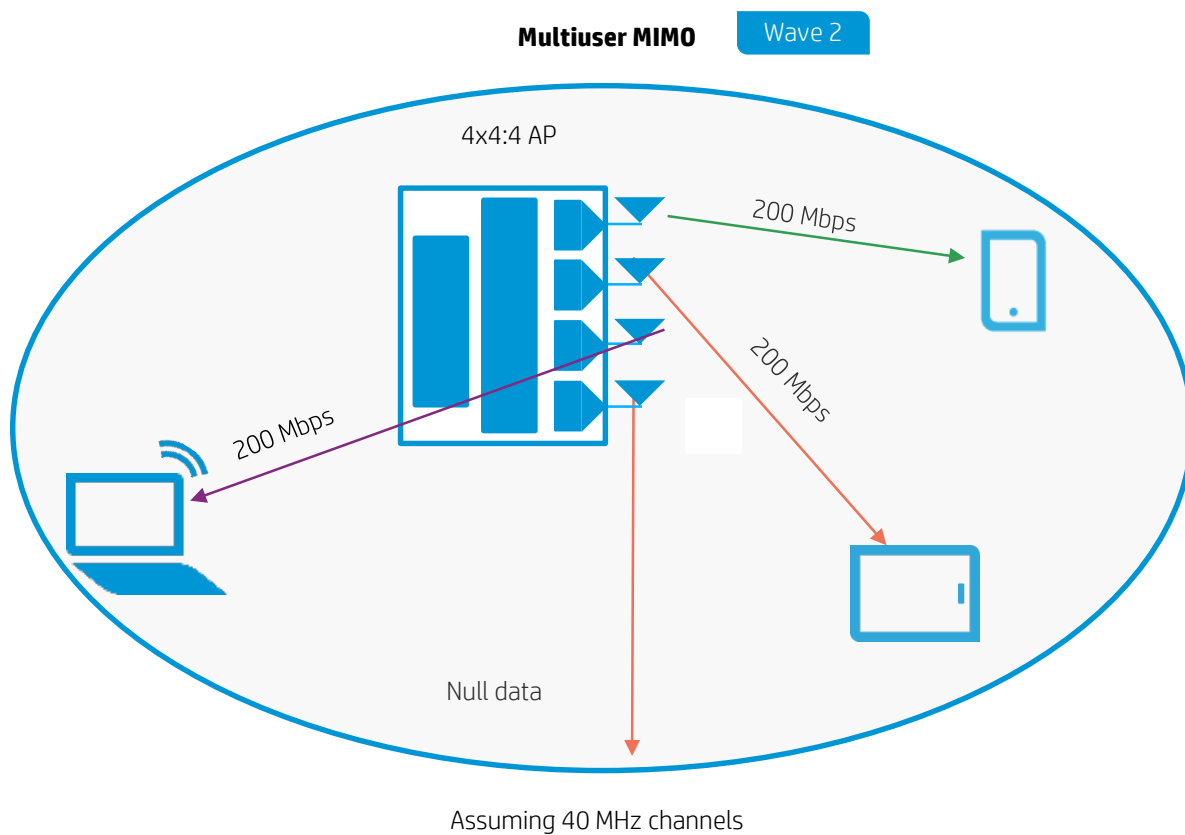 Multiuser MIMO
Wave 2
4x4:4 AP
200 Mbps
200 Mbps
200 Mbps
Null data
Assuming 40 MHz channels